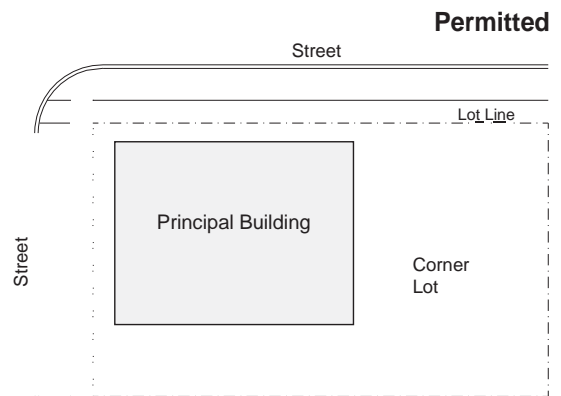 Permitted
Street
Lot Line
Principal Building
Street
Corner
Lot